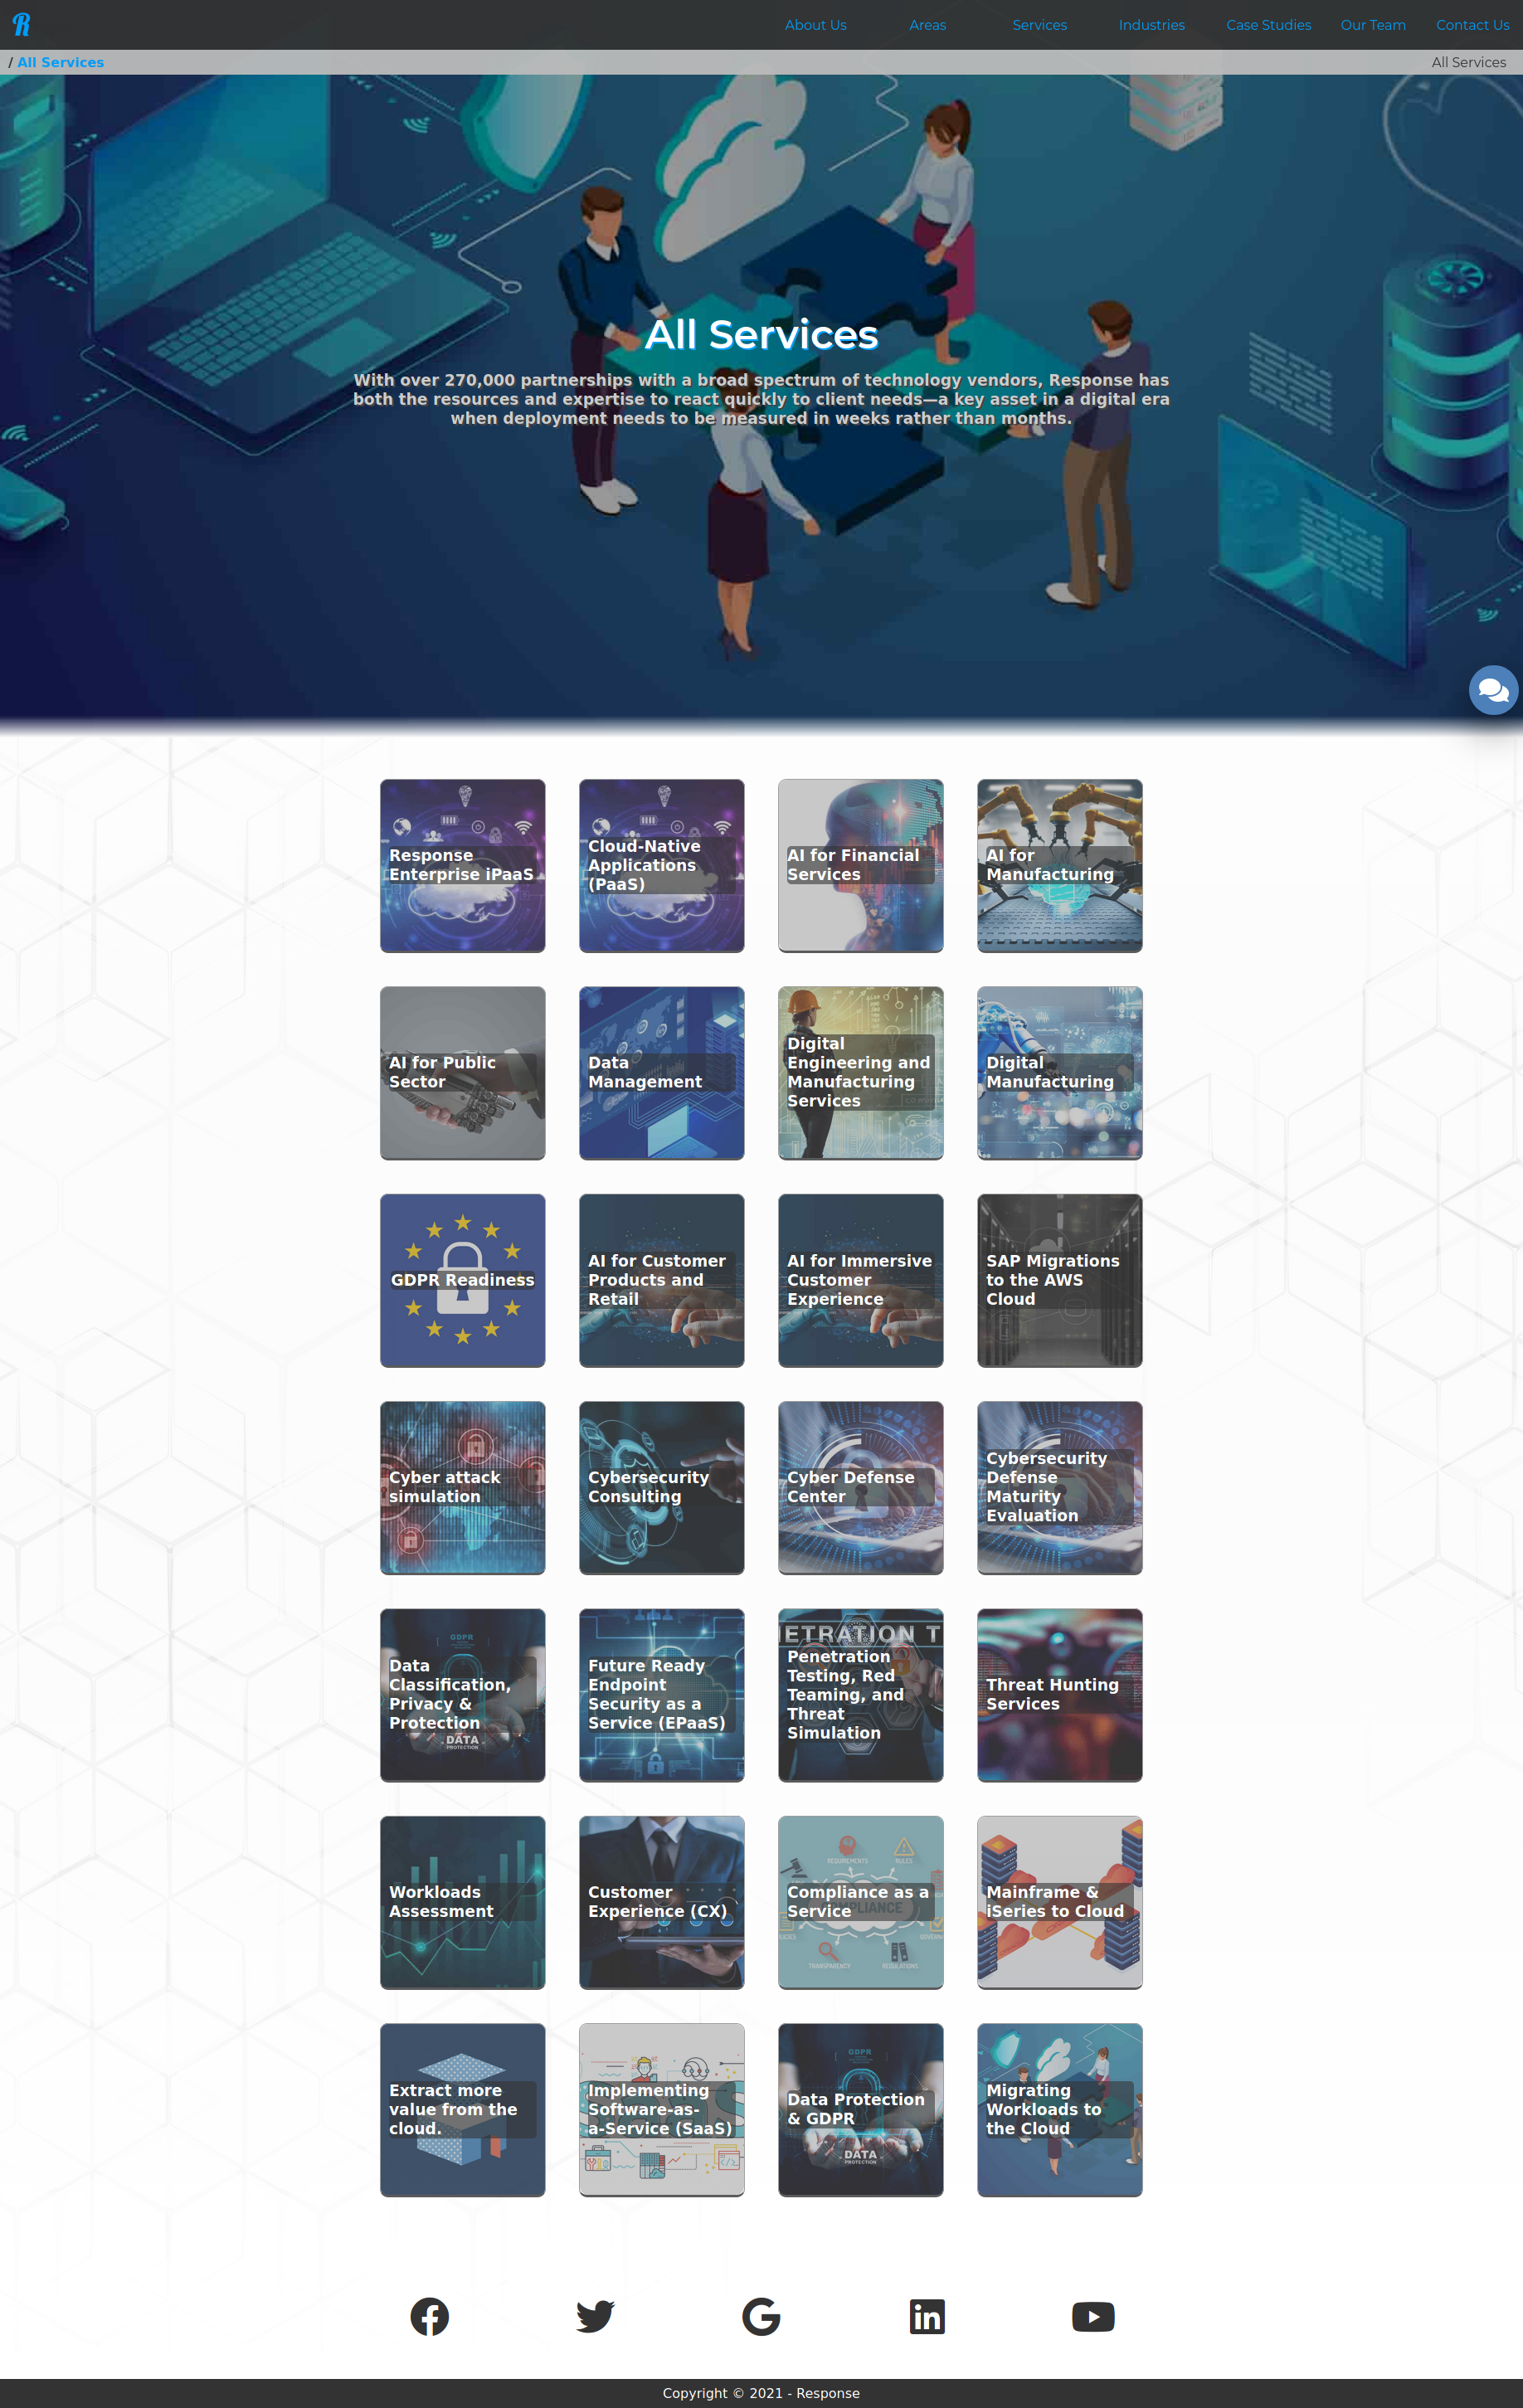 R
About Us
Areas
Services
Industries
Case Studies
Our Team
Contact Us
/ All Services
All Services
All Services
With over 270,000 partnerships with a broad spectrum of technology vendors, Response has
both the resources and expertise to react quickly to client needs—a key asset in a digital era
when deployment needs to be measured in weeks rather than months.
Response
Enterprise iPaaS
Cloud-Native
Applications
(PaaS)
AI for Financial
Services
AI for
Manufacturing
AI for Public
Sector
Data
Management
Digital
Engineering and
Manufacturing
Services
Digital
Manufacturing
GDPR Readiness
AI for Customer
Products and
Retail
AI for Immersive
Customer
Experience
SAP Migrations
to the AWS
Cloud
Cyber attack
simulation
Cybersecurity
Consulting
Cyber Defense
Center
Cybersecurity
Defense
Maturity
Evaluation
GDPR
Data
Classification,
Privacy &
Protection
DATA
PROTECTION
Future Ready
Endpoint
Security as a
Service (EPaaS)
ETRATION T
Penetration
Testing, Red
Teaming, and
Threat
Simulation
Threat Hunting
Services
Workloads
Assessment
Customer
Experience (CX)
REQUIREMENTS
RULES
Compliance as a
Service
COMPLIANCE
TRANSPARENCY
REGULATIONS
Mainframe &
iSeries to Cloud
Extract more
value from the
cloud.
Implementing
Software-as-
a-Service (SaaS)
GDPR
Data Protection
& GDPR
DATA
PROTECTION
Migrating
Workloads to
the Cloud
Copyright © 2021 - Response